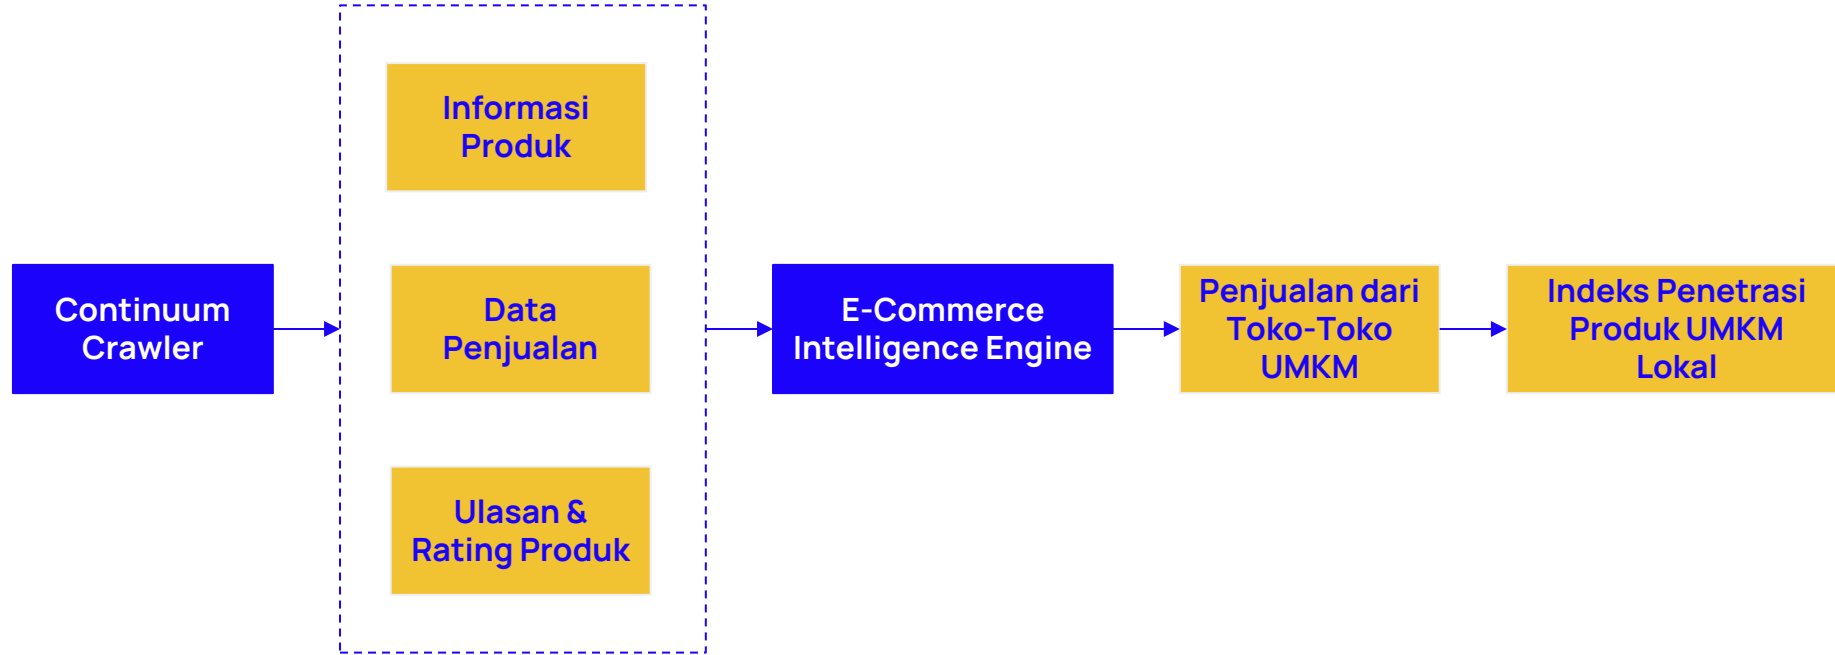 Continuum
Crawler
Informasi
Produk
Data
Penjualan
Ulasan &
Rating Produk
E-Commerce
Intelligence Engine
Penjualan dari
Toko-Toko
UMKM
Indeks Penetrasi
Produk UMKM
Lokal